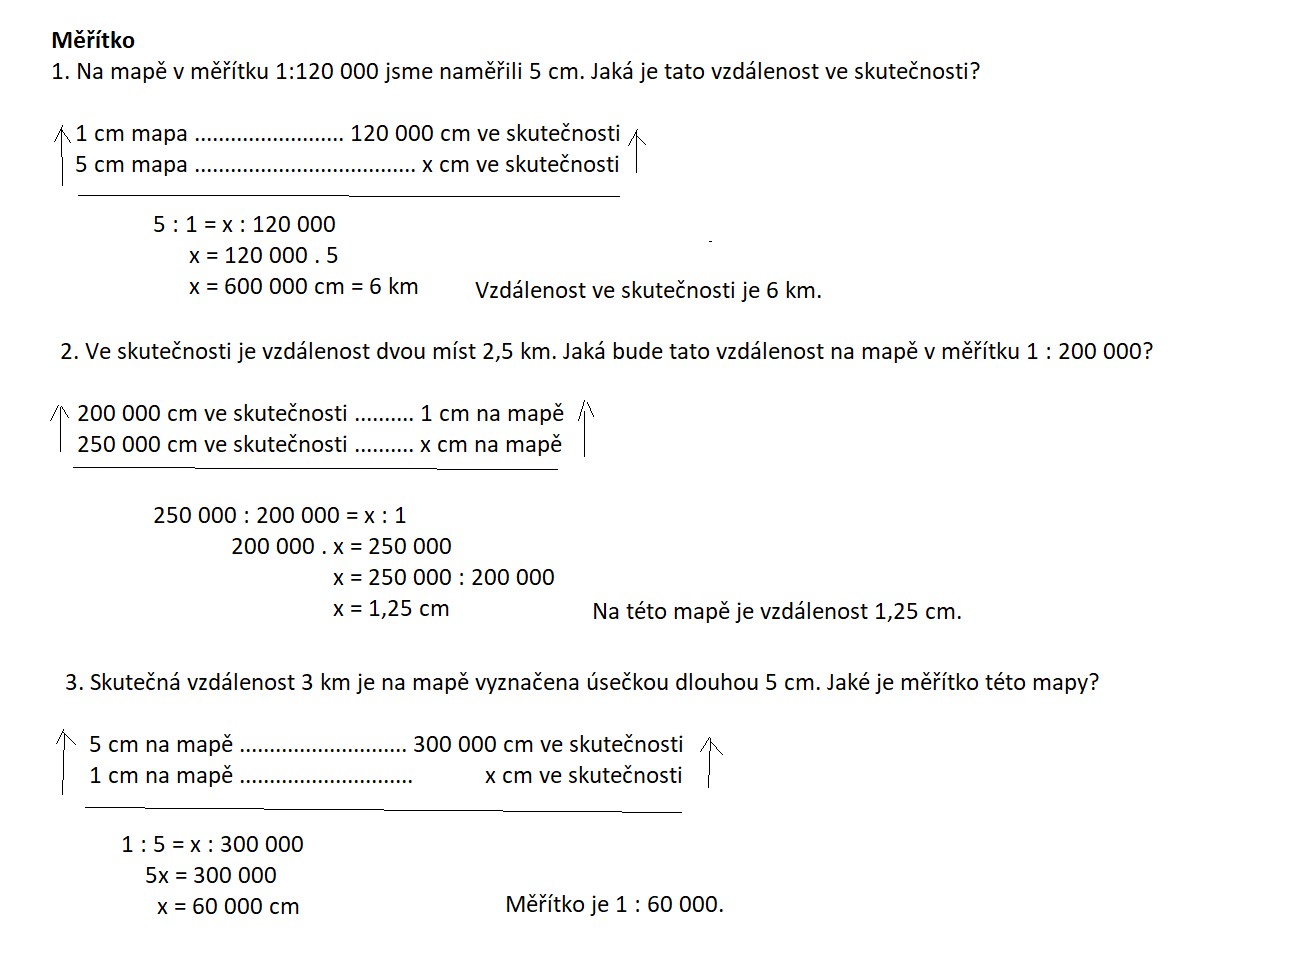 Měřítko
1. Na mapě v měřítku 1:120 000 jsme naměřili 5 cm. Jaká je tato vzdálenost ve skutečnosti?
1 cm mapa ......................... 120 000 cm ve skutečnosti
5 cm mapa ..................................... x cm ve skutečnosti
5 : 1 = x : 120 000
x = 120 000 . 5
x = 600 000 cm = 6 km Vzdálenost ve skutečnosti je 6 km.
2. Ve skutečnosti je vzdálenost dvou míst 2,5 km. Jaká bude tato vzdálenost na mapě v měřítku 1 : 200 000?
200 000 cm ve skutečnosti .......... 1 cm na mapě
250 000 cm ve skutečnosti .......... x cm na mapě
250 000 : 200 000 = x : 1
200 000 . x = 250 000
x = 250 000 : 200 000
x = 1,25 cm Na této mapě je vzdálenost 1,25 cm.
3. Skutečná vzdálenost 3 km je na mapě vyznačena úsečkou dlouhou 5 cm. Jaké je měřítko této mapy?
5 cm na mapě ............................ 300 000 cm ve skutečnosti
1 cm na mapě ............................. x cm ve skutečnosti
1 : 5 = x : 300 000
5x = 300 000
x = 60 000 cm Měřítko je 1 : 60 000.